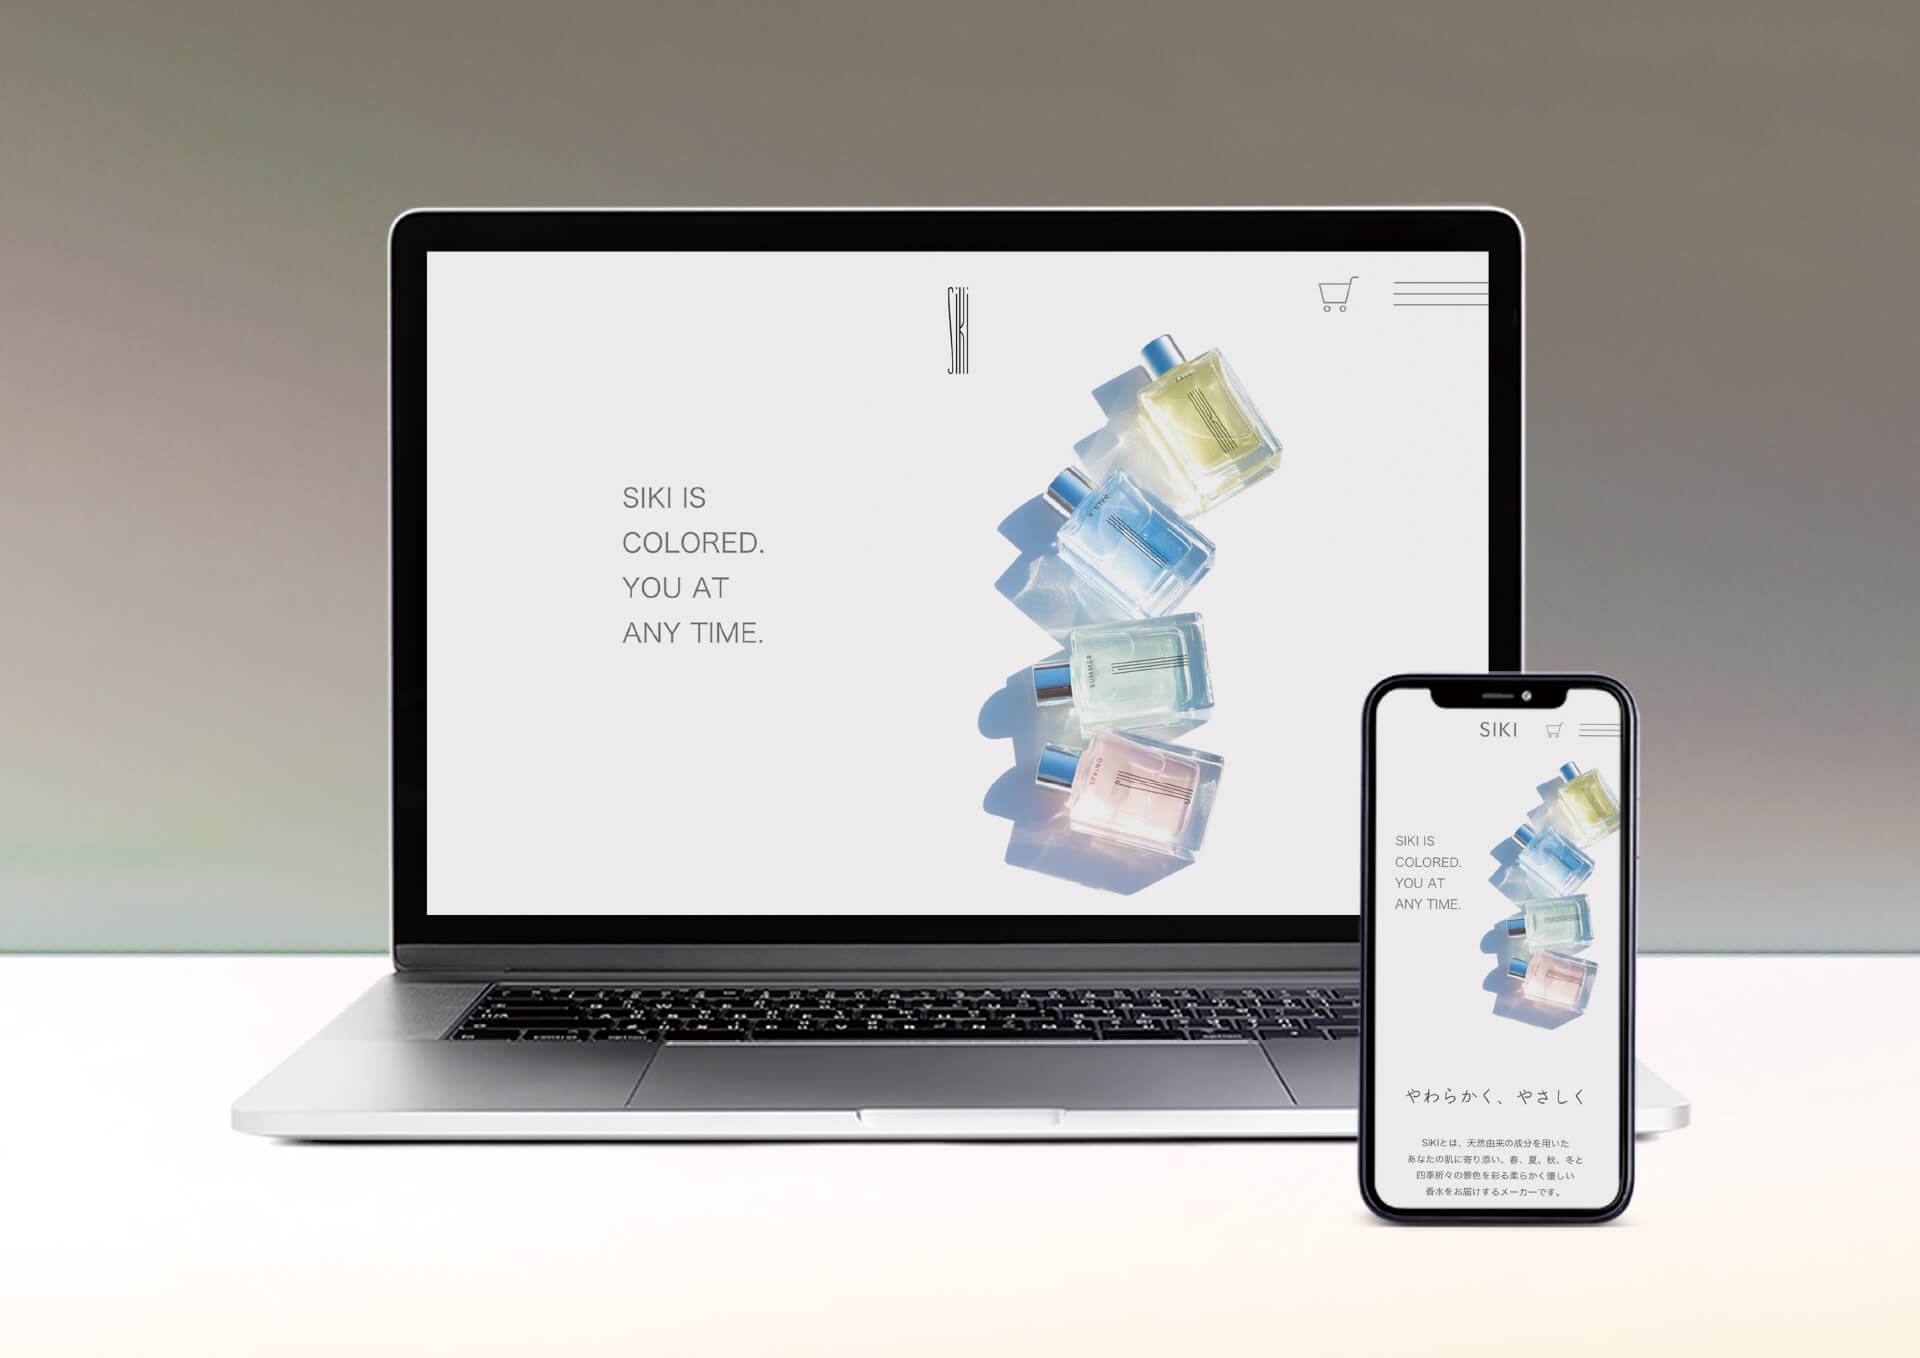 SIKI
SIKI IS
COLORED.
YOU AT
ANY TIME.
WINTER
SUMMER
SPRING
SIKI
SIKI IS
COLORED.
YOU AT
ANY TIME.
やわらかく、やさしく
SIKIとは、天然由来の成分を用いた
あなたの肌に寄り添い、春、夏、秋、冬と
四季折々の景色を彩る柔らかく優しい
香水をお届けするメーカーです。